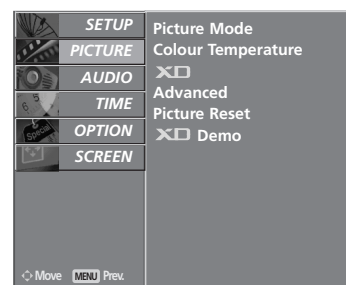 SETUP
PICTURE
AUDIO
TIME
OPTION
Special
SCREEN
Move MENU Prev.
Picture Mode
Colour Temperature
XD
Advanced
Picture Reset
XD Demo